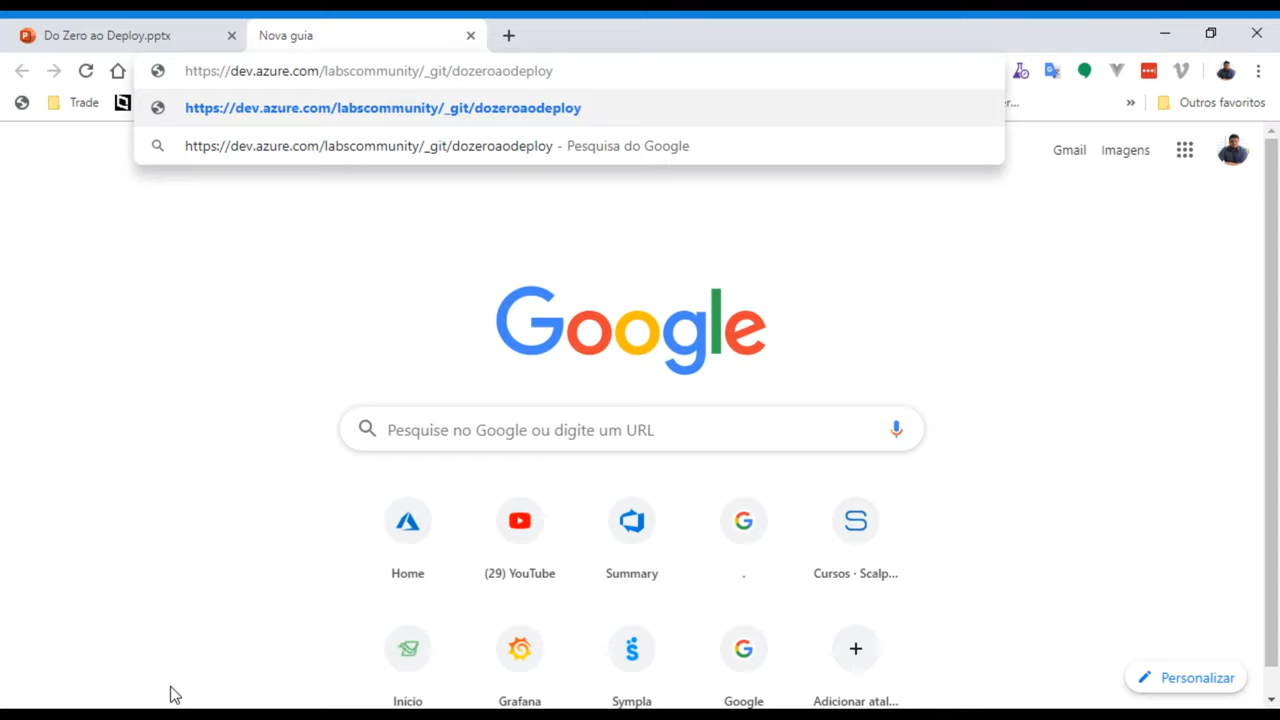 Do Zero ao Deploy.pptx
Nova guia
https://dev.azure.com/labscommunity/_git/dozeroaodeploy
Trade
er...
»
Outros favoritos
https://dev.azure.com/labscommunity/_git/dozeroaodeploy
https://dev.azure.com/labscommunity/_git/dozeroaodeploy - Pesquisa do Google
Gmail
Imagens
Google
Pesquise no Google ou digite um URL
Home
(29) YouTube
Summary
.
Cursos · Scalp...
Início
Grafana
Sympla
Google
Adicionar atal...
Personalizar